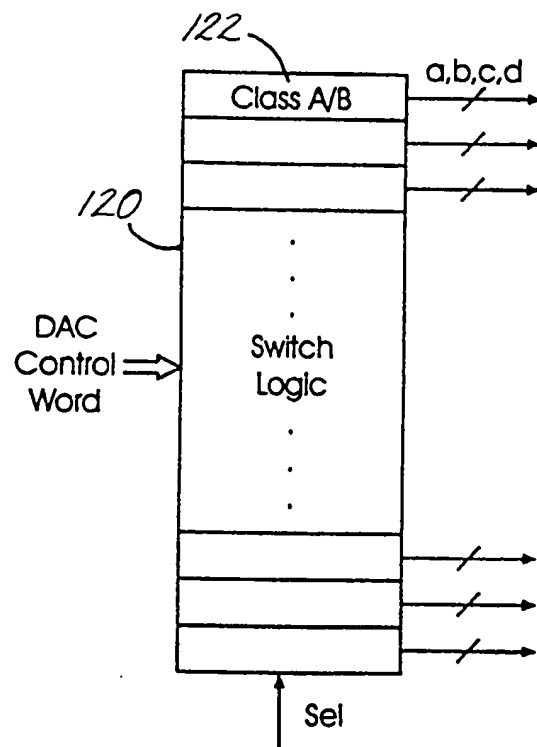 122
Class A/B
a,b,c,d
120
DAC
Control
Word
Switch
Logic
Sel